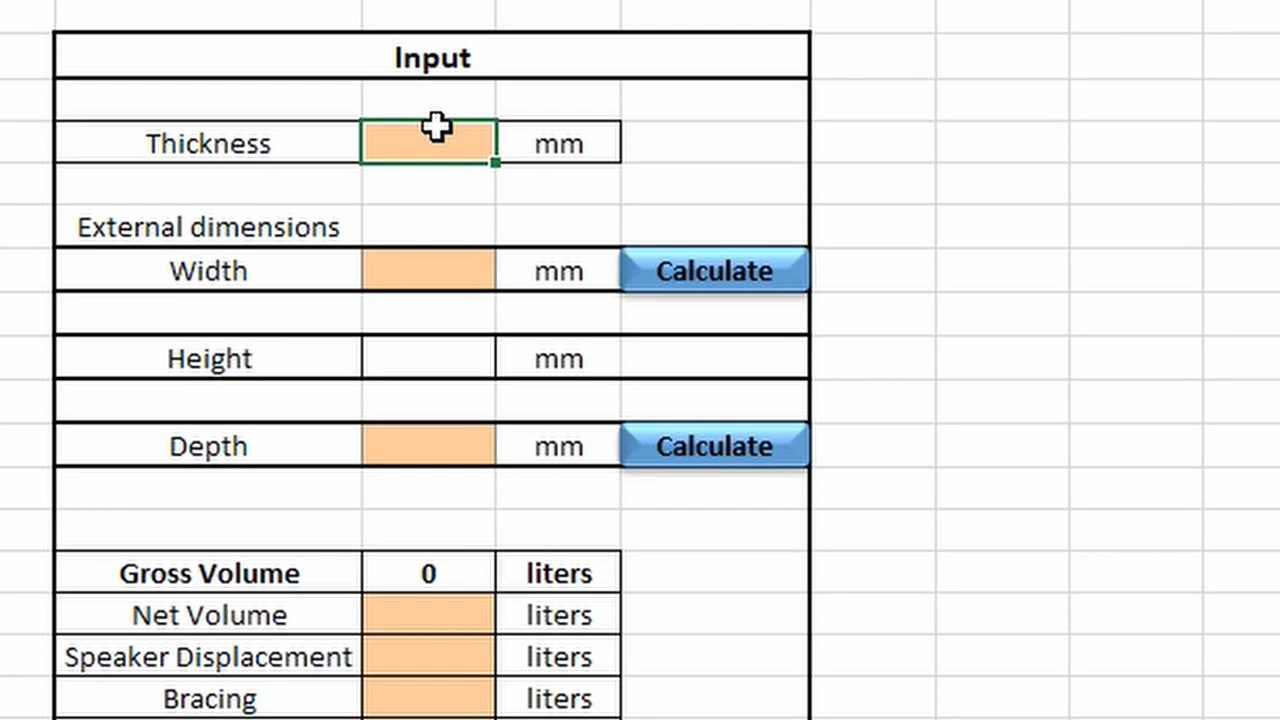 Input
Thickness mm
External dimensions
Width mm Calculate
Height mm
Depth mm Calculate
Gross Volume 0 liters
Net Volume liters
Speaker Displacement liters
Bracing liters